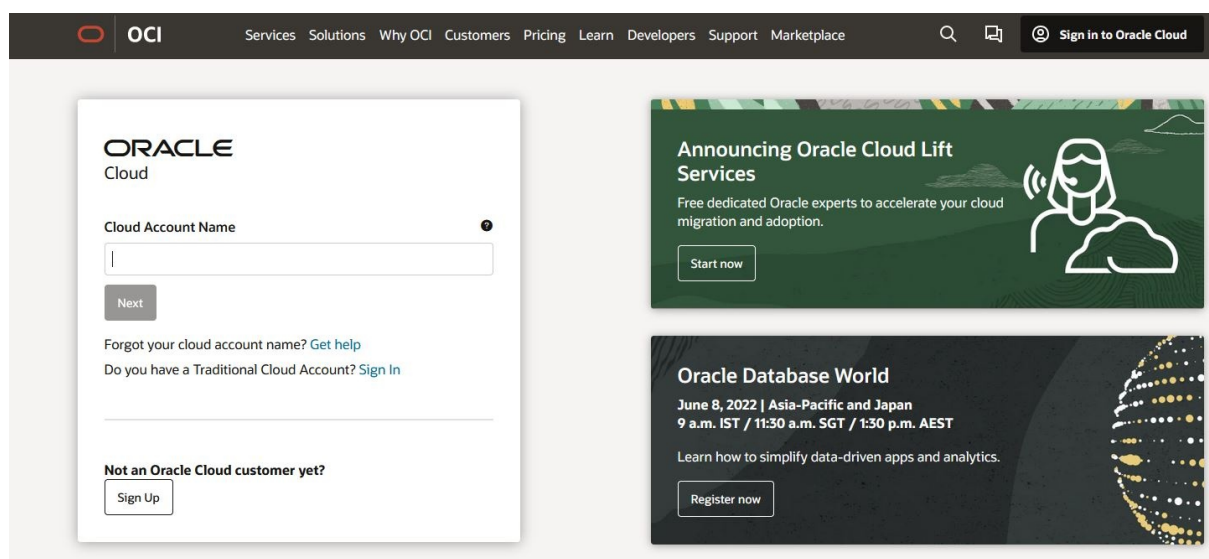 OCI
Services Solutions Why OCI Customers Pricing Learn Developers Support Marketplace
Sign in to Oracle Cloud
ORACLE
Cloud
Cloud Account Name
Next
Forgot your cloud account name? Get help
Do you have a Traditional Cloud Account? Sign In
Not an Oracle Cloud customer yet?
Sign Up
Announcing Oracle Cloud Lift
Services
Free dedicated Oracle experts to accelerate your cloud
migration and adoption.
Start now
Oracle Database World
June 8, 2022 | Asia-Pacific and Japan
9 a.m. IST / 11:30 a.m. SGT / 1:30 p.m. AEST
Learn how to simplify data-driven apps and analytics.
Register now